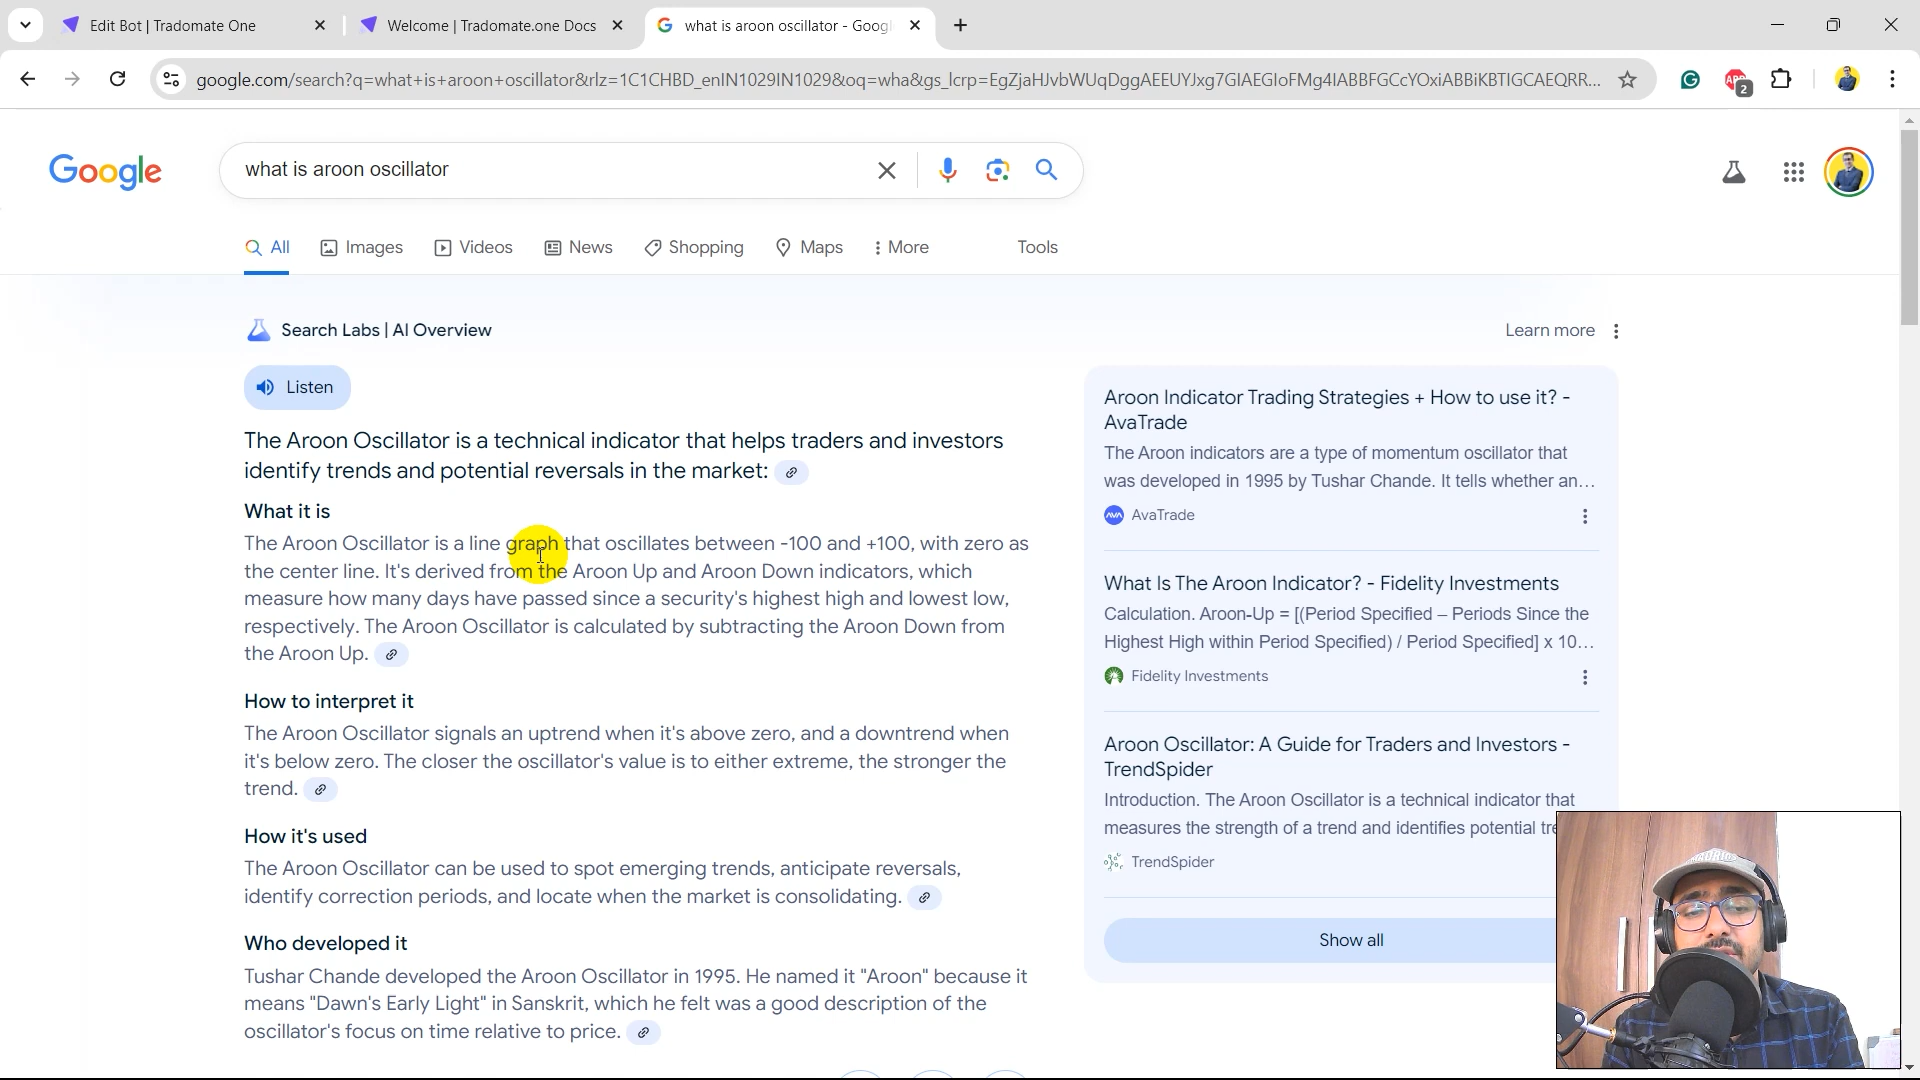 Edit Bot | Tradomate One
Welcome | Tradomate.one Docs
what is aroon oscillator - Goog
google.com/search?q=what+is+aroon+oscillator&rlz=1C1CHBD_enIN1029IN1029&oq=wha&gs_lcrp=EgZjaHJvbWUqDggAEEUYJxg7GIAEGIoFMg4IABBFGCcYOxiABBiKBTIGCAEQRR...
2
Google
what is aroon oscillator
All
Images
Videos
News
Shopping
Maps
More
Tools
Search Labs | AI Overview
Learn more
Listen
The Aroon Oscillator is a technical indicator that helps traders and investors
identify trends and potential reversals in the market:
What it is
The Aroon Oscillator is a line graph that oscillates between -100 and +100, with zero as
the center line. It's derived from the Aroon Up and Aroon Down indicators, which
measure how many days have passed since a security's highest high and lowest low,
respectively. The Aroon Oscillator is calculated by subtracting the Aroon Down from
the Aroon Up.
How to interpret it
The Aroon Oscillator signals an uptrend when it's above zero, and a downtrend when
it's below zero. The closer the oscillator's value is to either extreme, the stronger the
trend.
How it's used
The Aroon Oscillator can be used to spot emerging trends, anticipate reversals,
identify correction periods, and locate when the market is consolidating.
Who developed it
Tushar Chande developed the Aroon Oscillator in 1995. He named it "Aroon" because it
means "Dawn's Early Light" in Sanskrit, which he felt was a good description of the
oscillator's focus on time relative to price.
Aroon Indicator Trading Strategies + How to use it? -
AvaTrade
The Aroon indicators are a type of momentum oscillator that
was developed in 1995 by Tushar Chande. It tells whether an...
AvaTrade
What Is The Aroon Indicator? - Fidelity Investments
Calculation. Aroon-Up = [(Period Specified – Periods Since the
Highest High within Period Specified) / Period Specified] x 10...
Fidelity Investments
Aroon Oscillator: A Guide for Traders and Investors -
TrendSpider
Introduction. The Aroon Oscillator is a technical indicator that
measures the strength of a trend and identifies potential tre
TrendSpider
Show all